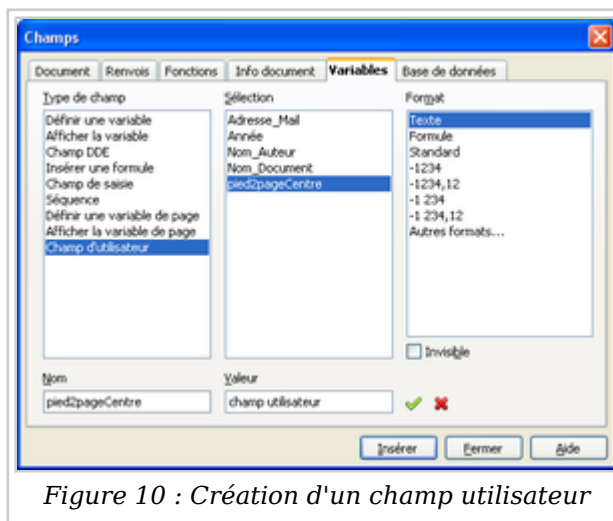 Champs
Document Renvois Fonctions Info document Variables Base de données
Type de champ
Définir une variable
Afficher la variable
Champ DDE
Insérer une formule
Champ de saisie
Séquence
Définir une variable de page
Afficher la variable de page
Champ d'utilisateur
Sélection
Adresse_Mail
Année
Nom_Auteur
Nom_Document
pied2pageCentre
Format
Texte
Formule
Standard
-1234
-1234,12
-1 234
-1 234,12
Autres formats...
Invisible
Nom
pied2pageCentre
Valeur
champ utilisateur
Insérer Fermer Aide
Figure 10 : Création d'un champ utilisateur